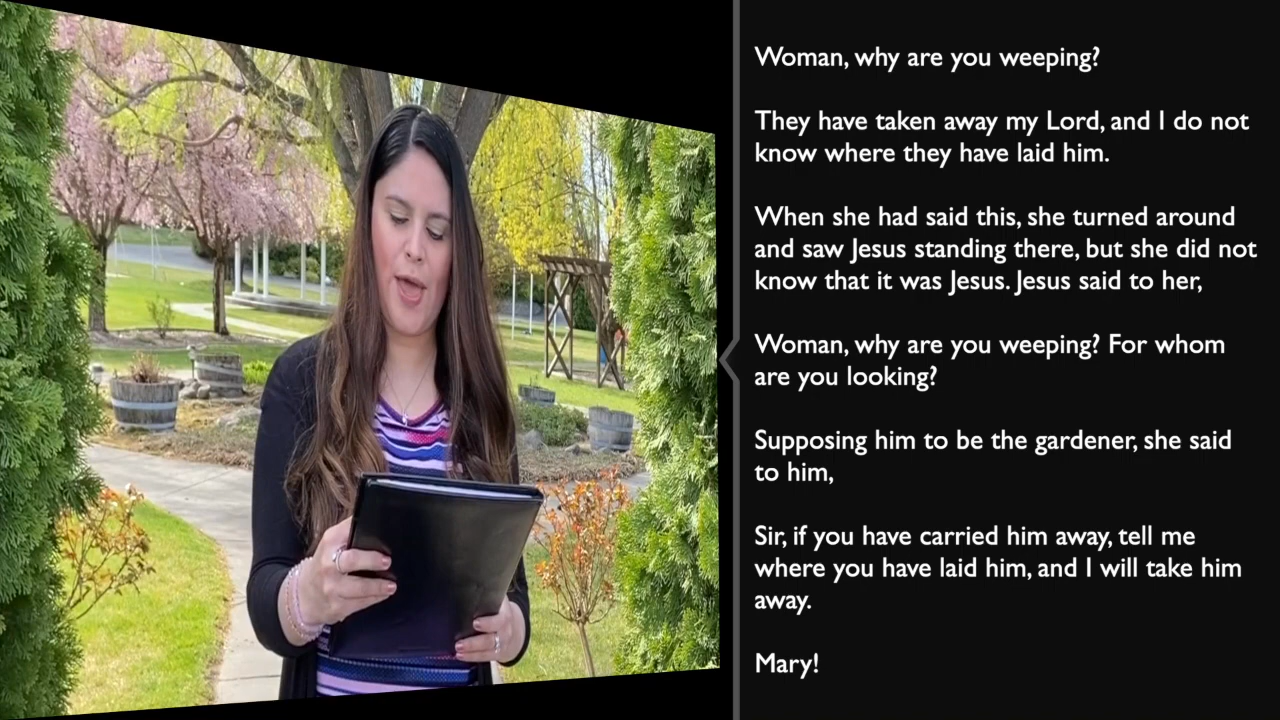 Woman, why are you weeping?
They have taken away my Lord, and I do not
know where they have laid him.
When she had said this, she turned around
and saw Jesus standing there, but she did not
know that it was Jesus. Jesus said to her,
Woman, why are you weeping? For whom
are you looking?
Supposing him to be the gardener, she said
to him,
Sir, if you have carried him away, tell me
where you have laid him, and I will take him
away.
Mary!